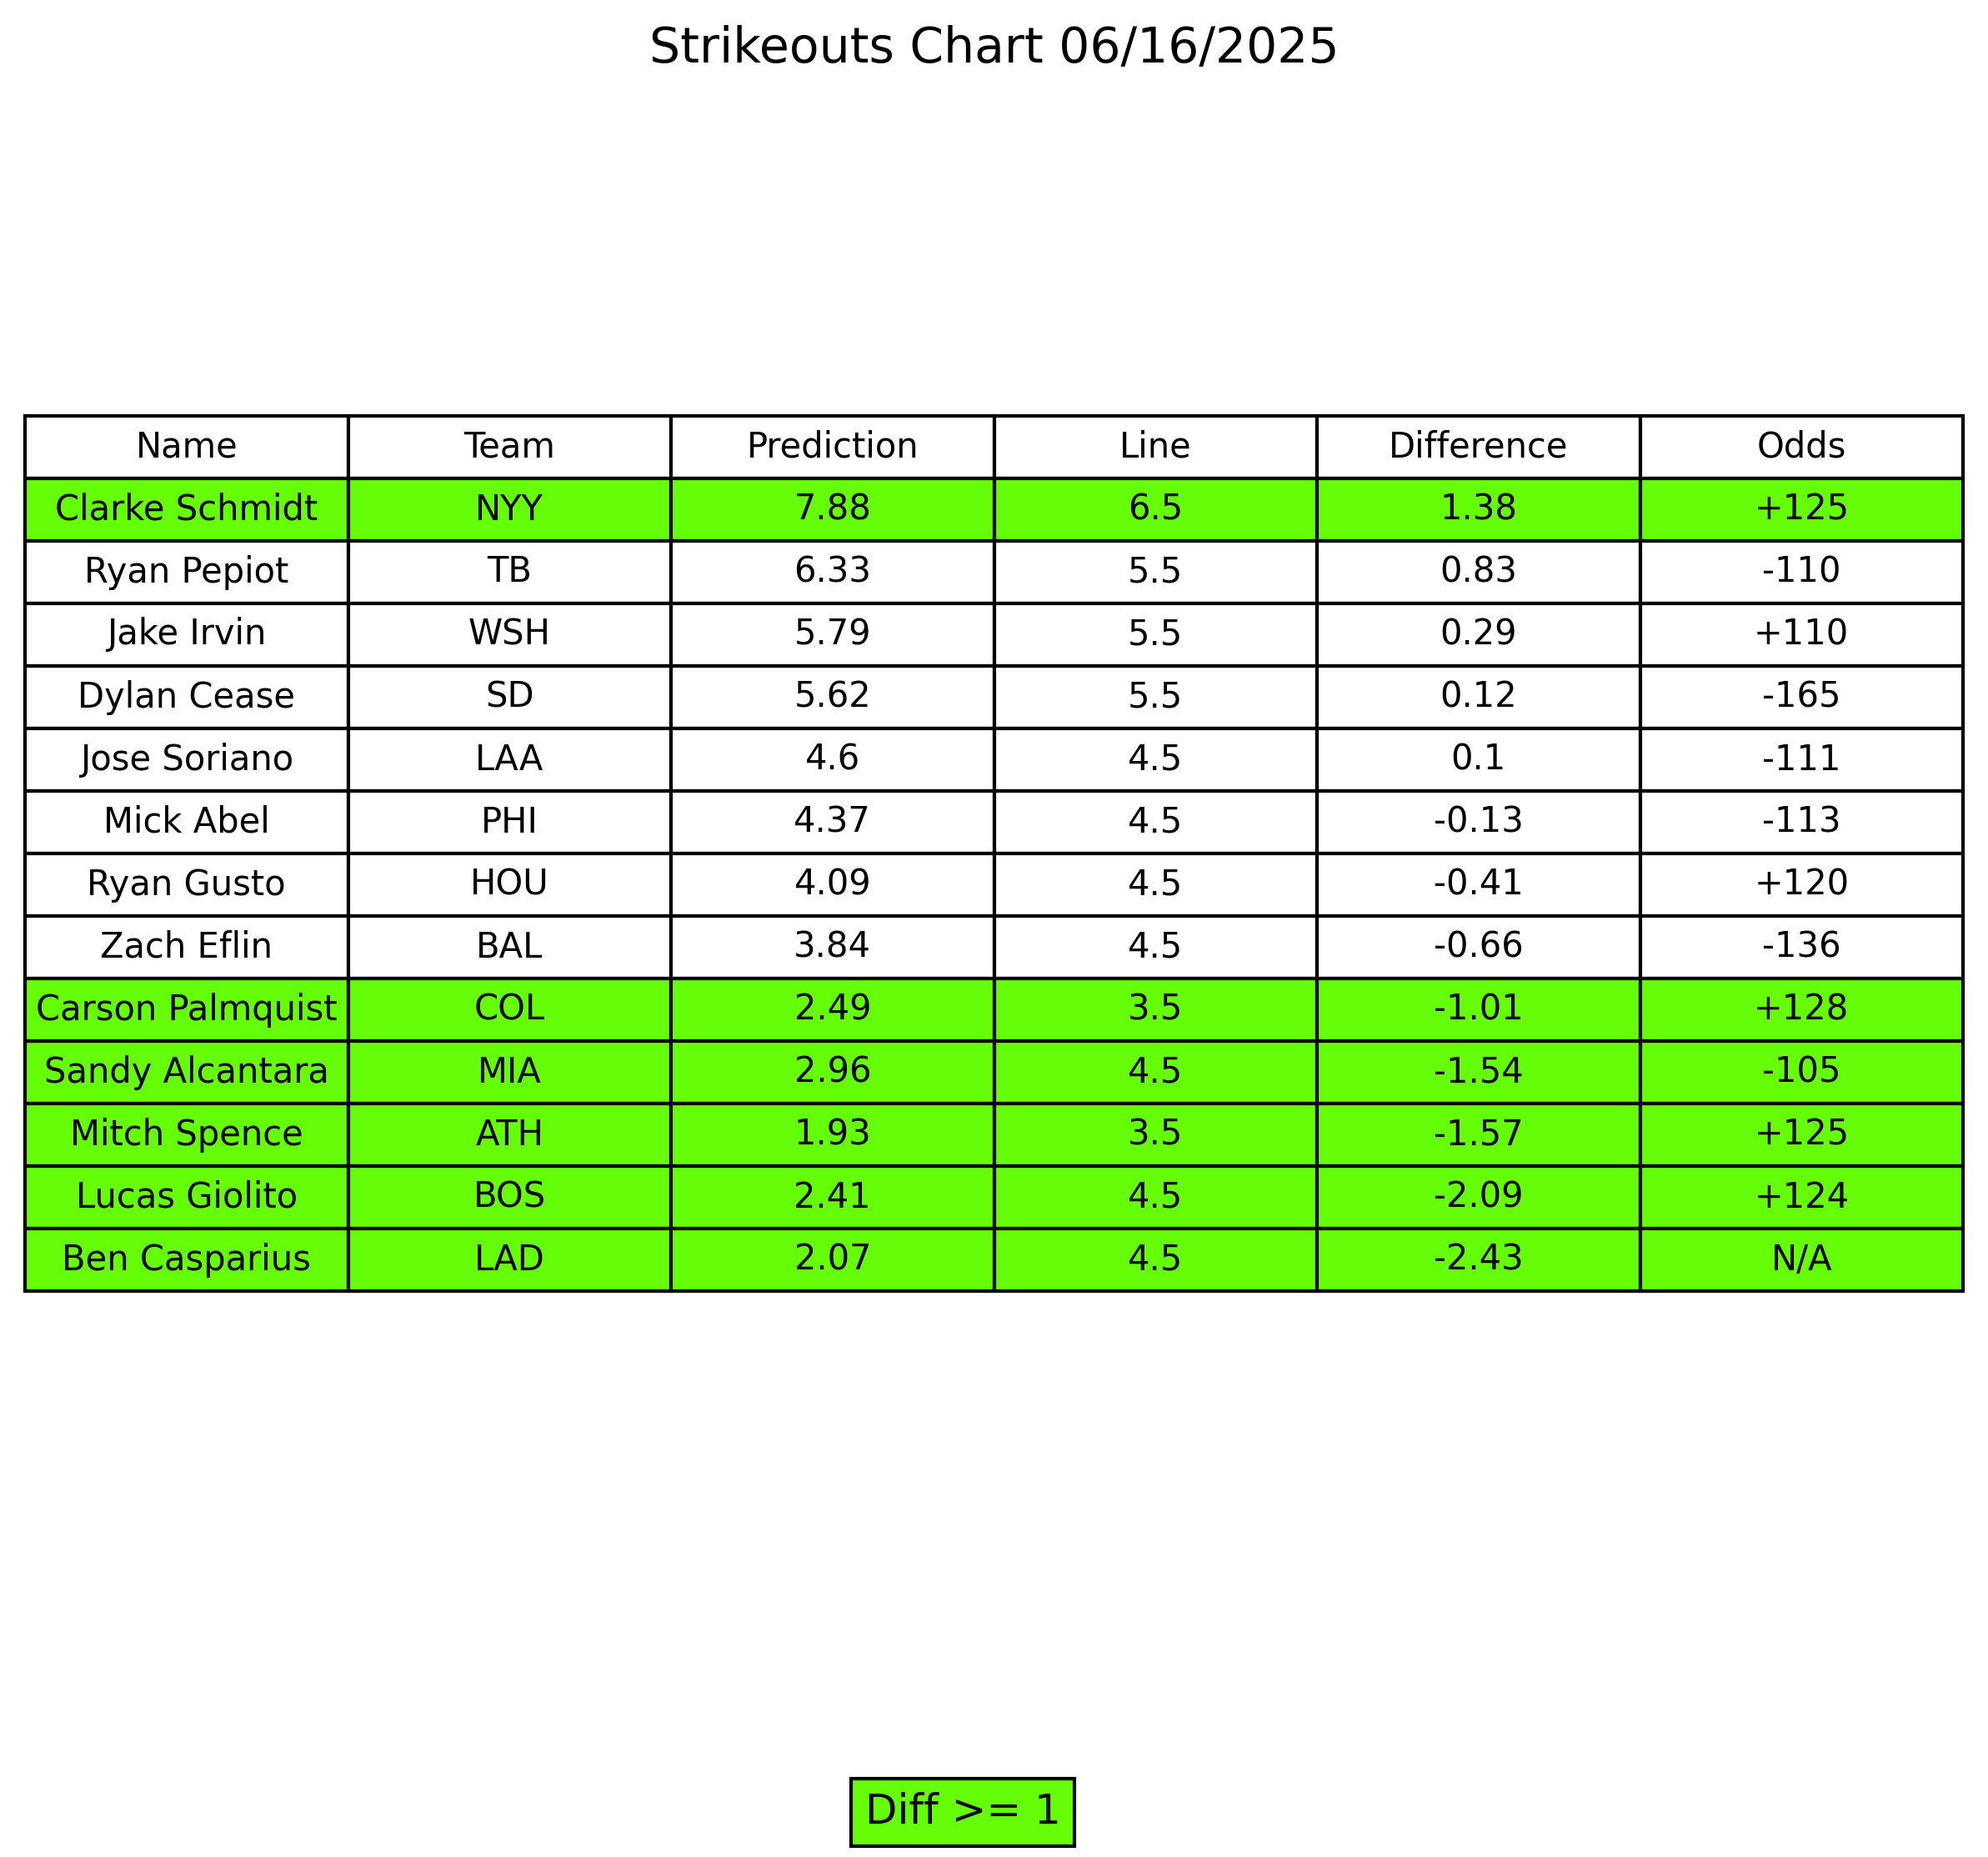 Strikeouts Chart 06/16/2025
Name Team Prediction Line Difference Odds
Clarke Schmidt NYY 7.88 6.5 1.38 +125
Ryan Pepiot TB 6.33 5.5 0.83 -110
Jake Irvin WSH 5.79 5.5 0.29 +110
Dylan Cease SD 5.62 5.5 0.12 -165
Jose Soriano LAA 4.6 4.5 0.1 -111
Mick Abel PHI 4.37 4.5 -0.13 -113
Ryan Gusto HOU 4.09 4.5 -0.41 +120
Zach Eflin BAL 3.84 4.5 -0.66 -136
Carson Palmquist COL 2.49 3.5 -1.01 +128
Sandy Alcantara MIA 2.96 4.5 -1.54 -105
Mitch Spence ATH 1.93 3.5 -1.57 +125
Lucas Giolito BOS 2.41 4.5 -2.09 +124
Ben Casparius LAD 2.07 4.5 -2.43 N/A
Diff >= 1